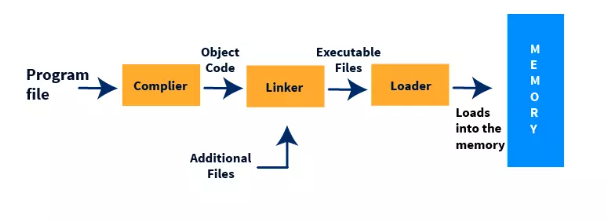 Program
file
Complier
Object
Code
Linker
Additional
Files
Executable
Files
Loader
Loads
into the
memory
M
E
M
O
R
Y